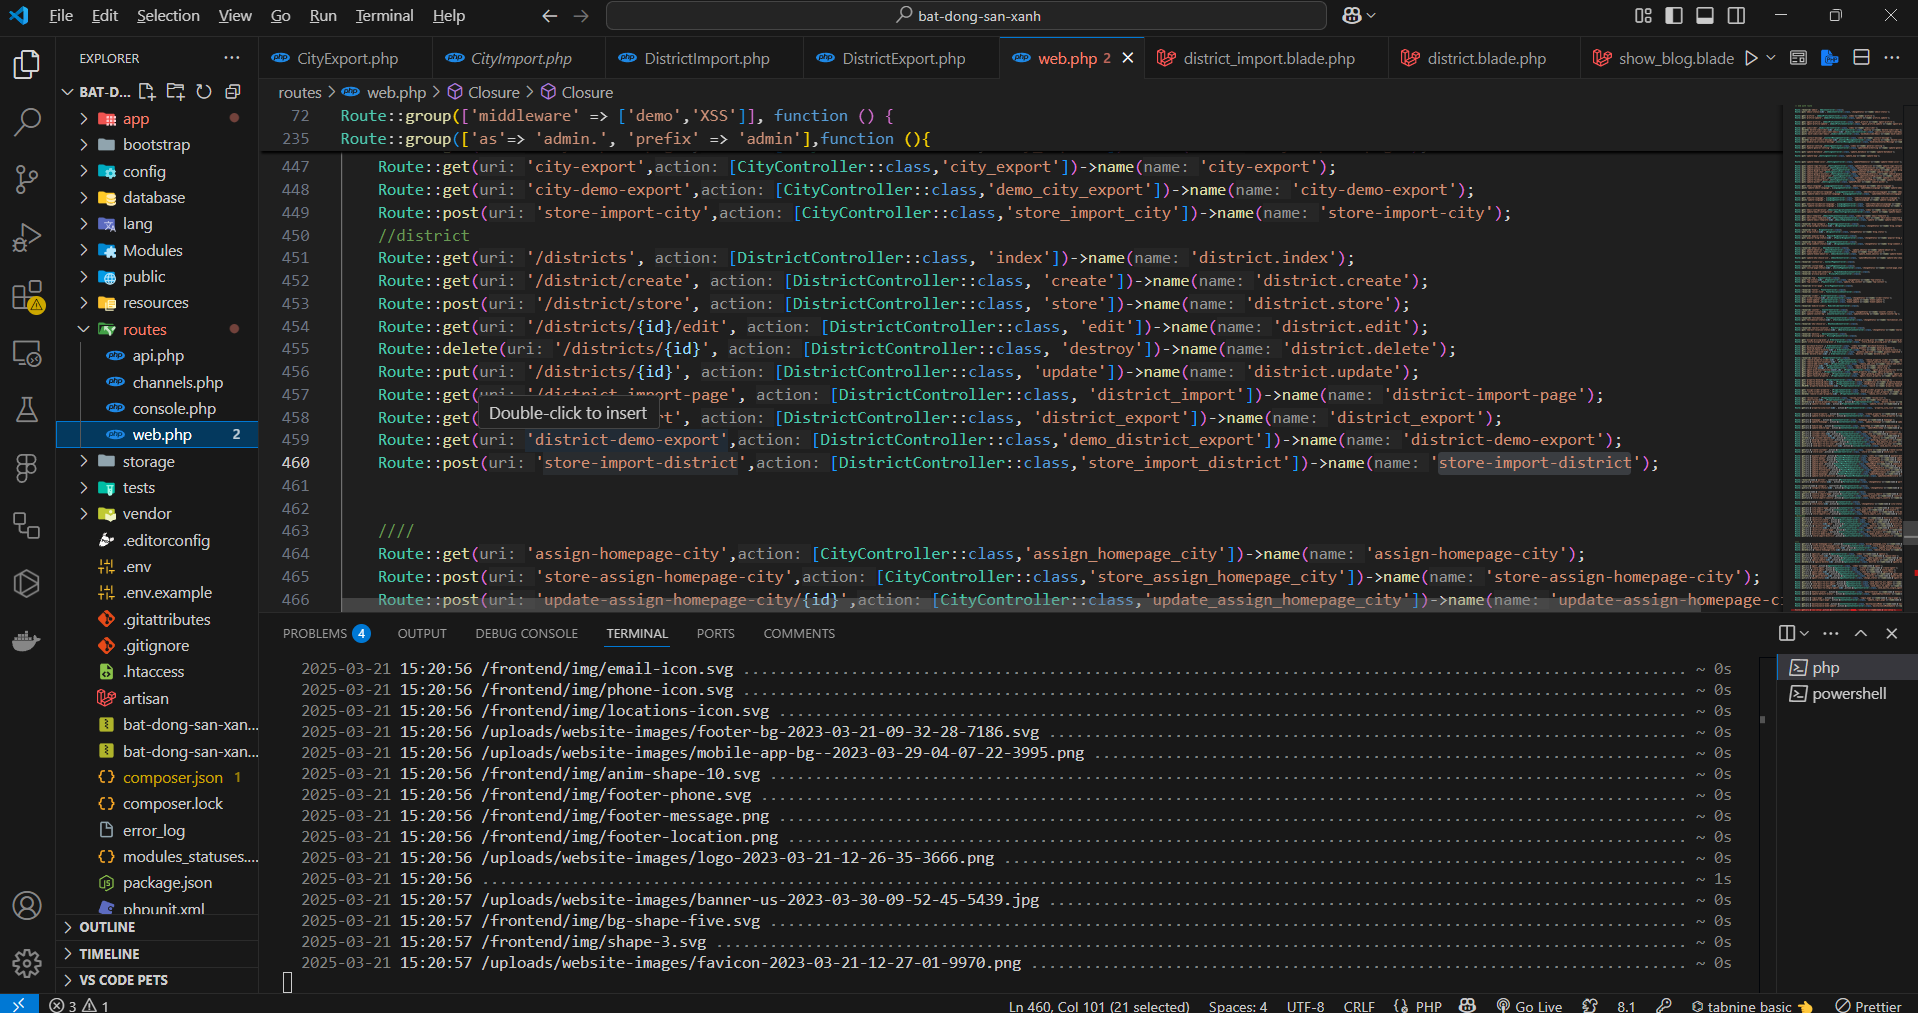 File Edit Selection View Go Run Terminal Help
bat-dong-san-xanh
EXPLORER
BAT-D...
app
bootstrap
config
database
lang
Modules
public
resources
routes
api.php
channels.php
console.php
web.php 2
storage
tests
vendor
.editorconfig
.env
.env.example
.gitattributes
.gitignore
.htaccess
artisan
bat-dong-san-xan...
bat-dong-san-xan...
composer.json 1
composer.lock
error_log
modules_statuses....
package.json
phpunit.xml
OUTLINE
TIMELINE
VS CODE PETS
CityExport.php CityImport.php DistrictImport.php DistrictExport.php web.php 2 district_import.blade.php district.blade.php show_blog.blade
routes > web.php > Closure > Closure
72 Route::group(['middleware' => ['demo','XSS']], function () {
235 Route::group(['as'=> 'admin.', 'prefix' => 'admin'],function (){
447 Route::get(uri: 'city-export',action: [CityController::class,'city_export'])->name(name: 'city-export');
448 Route::get(uri: 'city-demo-export',action: [CityController::class,'demo_city_export'])->name(name: 'city-demo-export');
449 Route::post(uri: 'store-import-city',action: [CityController::class,'store_import_city'])->name(name: 'store-import-city');
450 //district
451 Route::get(uri: '/districts', action: [DistrictController::class, 'index'])->name(name: 'district.index');
452 Route::get(uri: '/district/create', action: [DistrictController::class, 'create'])->name(name: 'district.create');
453 Route::post(uri: '/district/store', action: [DistrictController::class, 'store'])->name(name: 'district.store');
454 Route::get(uri: '/districts/{id}/edit', action: [DistrictController::class, 'edit'])->name(name: 'district.edit');
455 Route::delete(uri: '/districts/{id}', action: [DistrictController::class, 'destroy'])->name(name: 'district.delete');
456 Route::put(uri: '/districts/{id}', action: [DistrictController::class, 'update'])->name(name: 'district.update');
457 Route::get(uri: '/district-import-page', action: [DistrictController::class, 'district_import'])->name(name: 'district-import-page');
Double-click to insert
458 Route::get( t', action: [DistrictController::class, 'district_export'])->name(name: 'district_export');
459 Route::get(uri: 'district-demo-export',action: [DistrictController::class,'demo_district_export'])->name(name: 'district-demo-export');
460 Route::post(uri: 'store-import-district',action: [DistrictController::class,'store_import_district'])->name(name: 'store-import-district');
461
462
463 ////
464 Route::get(uri: 'assign-homepage-city',action: [CityController::class,'assign_homepage_city'])->name(name: 'assign-homepage-city');
465 Route::post(uri: 'store-assign-homepage-city',action: [CityController::class,'store_assign_homepage_city'])->name(name: 'store-assign-homepage-city');
466 Route::post(uri: 'update-assign-homepage-city/{id}',action: [CityController::class,'update_assign_homepage_city'])->name(name: 'update-assign-homepage-ci
PROBLEMS 4 OUTPUT DEBUG CONSOLE TERMINAL PORTS COMMENTS
2025-03-21 15:20:56 /frontend/img/email-icon.svg ~ 0s
2025-03-21 15:20:56 /frontend/img/phone-icon.svg ~ 0s
2025-03-21 15:20:56 /frontend/img/locations-icon.svg ~ 0s
2025-03-21 15:20:56 /uploads/website-images/footer-bg-2023-03-21-09-32-28-7186.svg ~ 0s
2025-03-21 15:20:56 /uploads/website-images/mobile-app-bg--2023-03-29-04-07-22-3995.png ~ 0s
2025-03-21 15:20:56 /frontend/img/anim-shape-10.svg ~ 0s
2025-03-21 15:20:56 /frontend/img/footer-phone.svg ~ 0s
2025-03-21 15:20:56 /frontend/img/footer-message.png ~ 0s
2025-03-21 15:20:56 /frontend/img/footer-location.png ~ 0s
2025-03-21 15:20:56 /uploads/website-images/logo-2023-03-21-12-26-35-3666.png ~ 0s
2025-03-21 15:20:56 ~ 1s
2025-03-21 15:20:57 /uploads/website-images/banner-us-2023-03-30-09-52-45-5439.jpg ~ 0s
2025-03-21 15:20:57 /frontend/img/bg-shape-five.svg ~ 0s
2025-03-21 15:20:57 /frontend/img/shape-3.svg ~ 0s
2025-03-21 15:20:57 /uploads/website-images/favicon-2023-03-21-12-27-01-9970.png ~ 0s
php
powershell
3 1 Ln 460, Col 101 (21 selected) Spaces: 4 UTF-8 CRLF {} PHP Go Live 8.1 tabnine basic Prettier